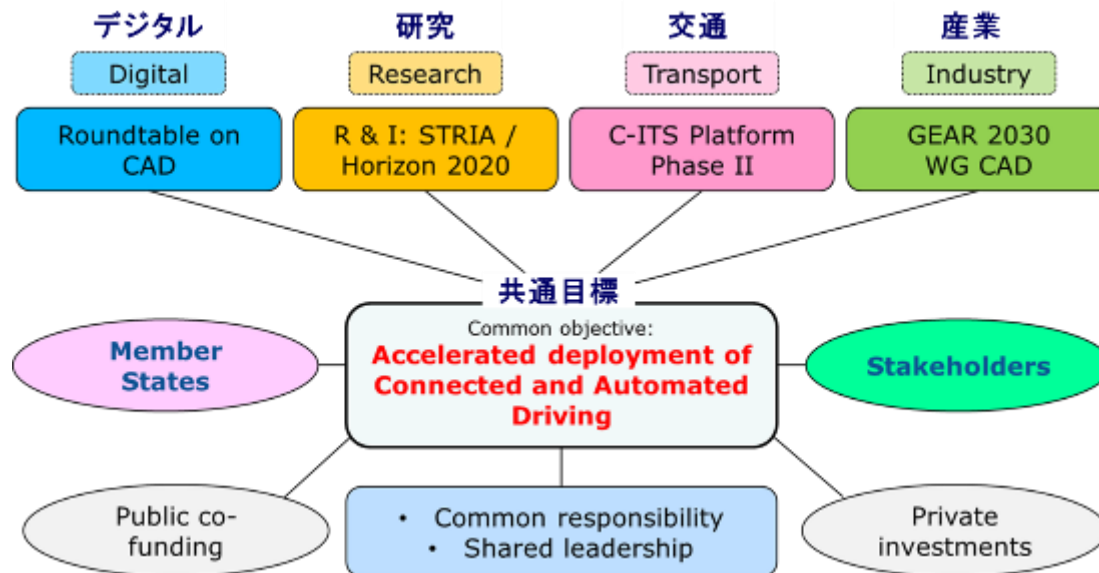 デジタル
研究
交通
産業
Digital
Research
Transport
Industry
Roundtable on
CAD
R & I: STRIA /
Horizon 2020
C-ITS Platform
Phase II
GEAR 2030
WG CAD
共通目標
Common objective:
Accelerated deployment of
Connected and Automated
Driving
Member
States
Stakeholders
Public co-
funding
• Common responsibility
• Shared leadership
Private
investments